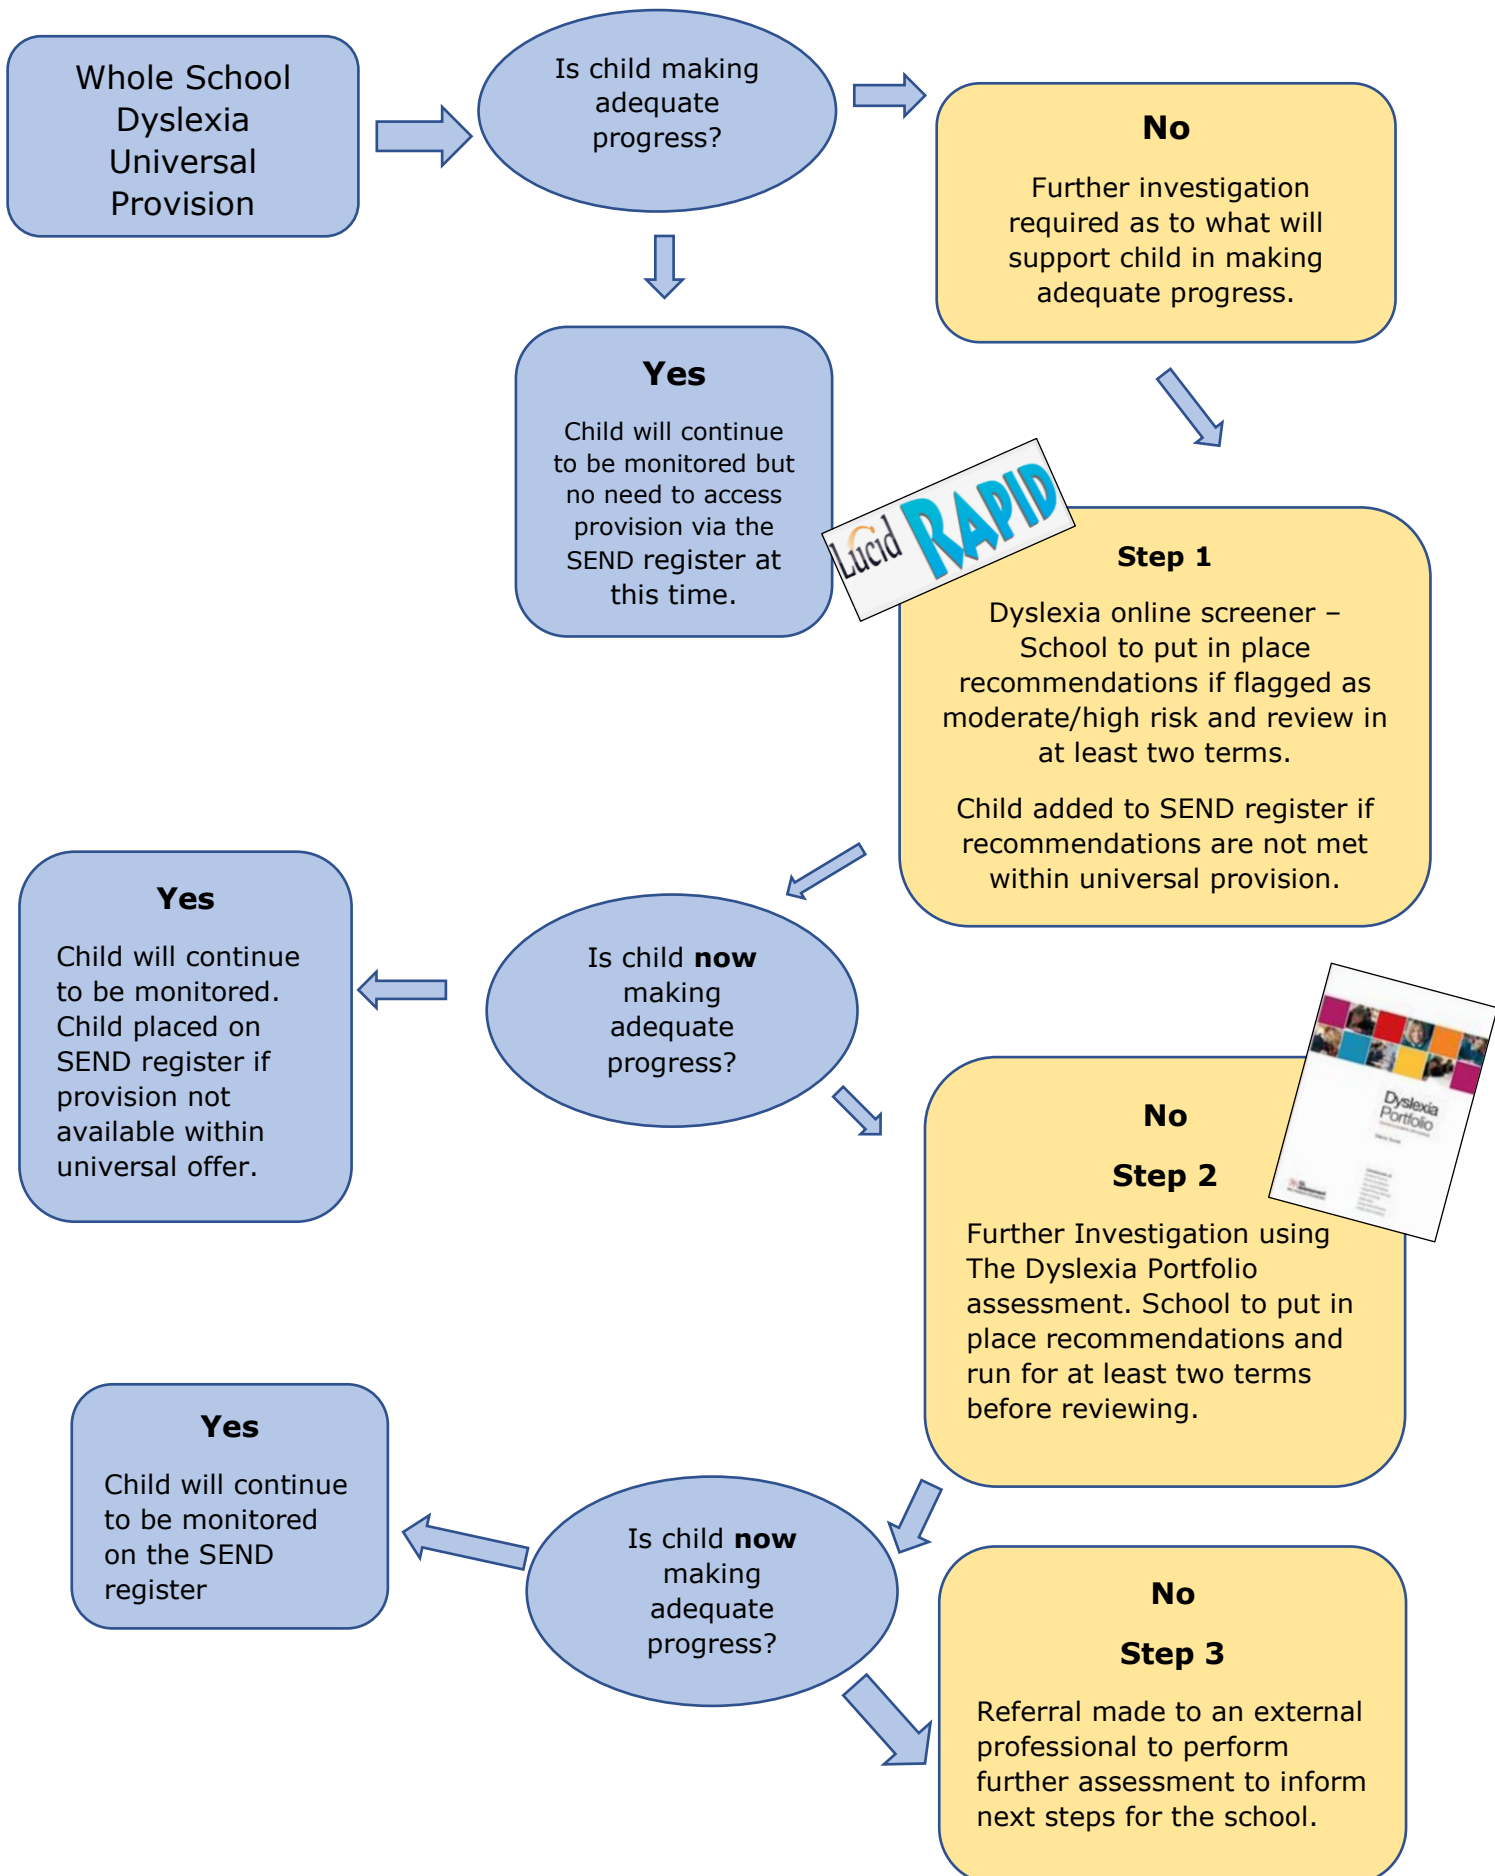 Whole School
Dyslexia
Universal
Provision
Is child making
adequate
progress?
No
Further investigation
required as to what will
support child in making
adequate progress.
Yes
Child will continue
to be monitored but
no need to access
provision via the
SEND register at
this time.
Lucid RAPID
Step 1
Dyslexia online screener –
School to put in place
recommendations if flagged as
moderate/high risk and review in
at least two terms.
Child added to SEND register if
recommendations are not met
within universal provision.
Is child now
making
adequate
progress?
Yes
Child will continue
to be monitored.
Child placed on
SEND register if
provision not
available within
universal offer.
Dyslexia
Portfolio
No
Step 2
Further Investigation using
The Dyslexia Portfolio
assessment. School to put in
place recommendations and
run for at least two terms
before reviewing.
Is child now
making
adequate
progress?
Yes
Child will continue
to be monitored
on the SEND
register
No
Step 3
Referral made to an external
professional to perform
further assessment to inform
next steps for the school.